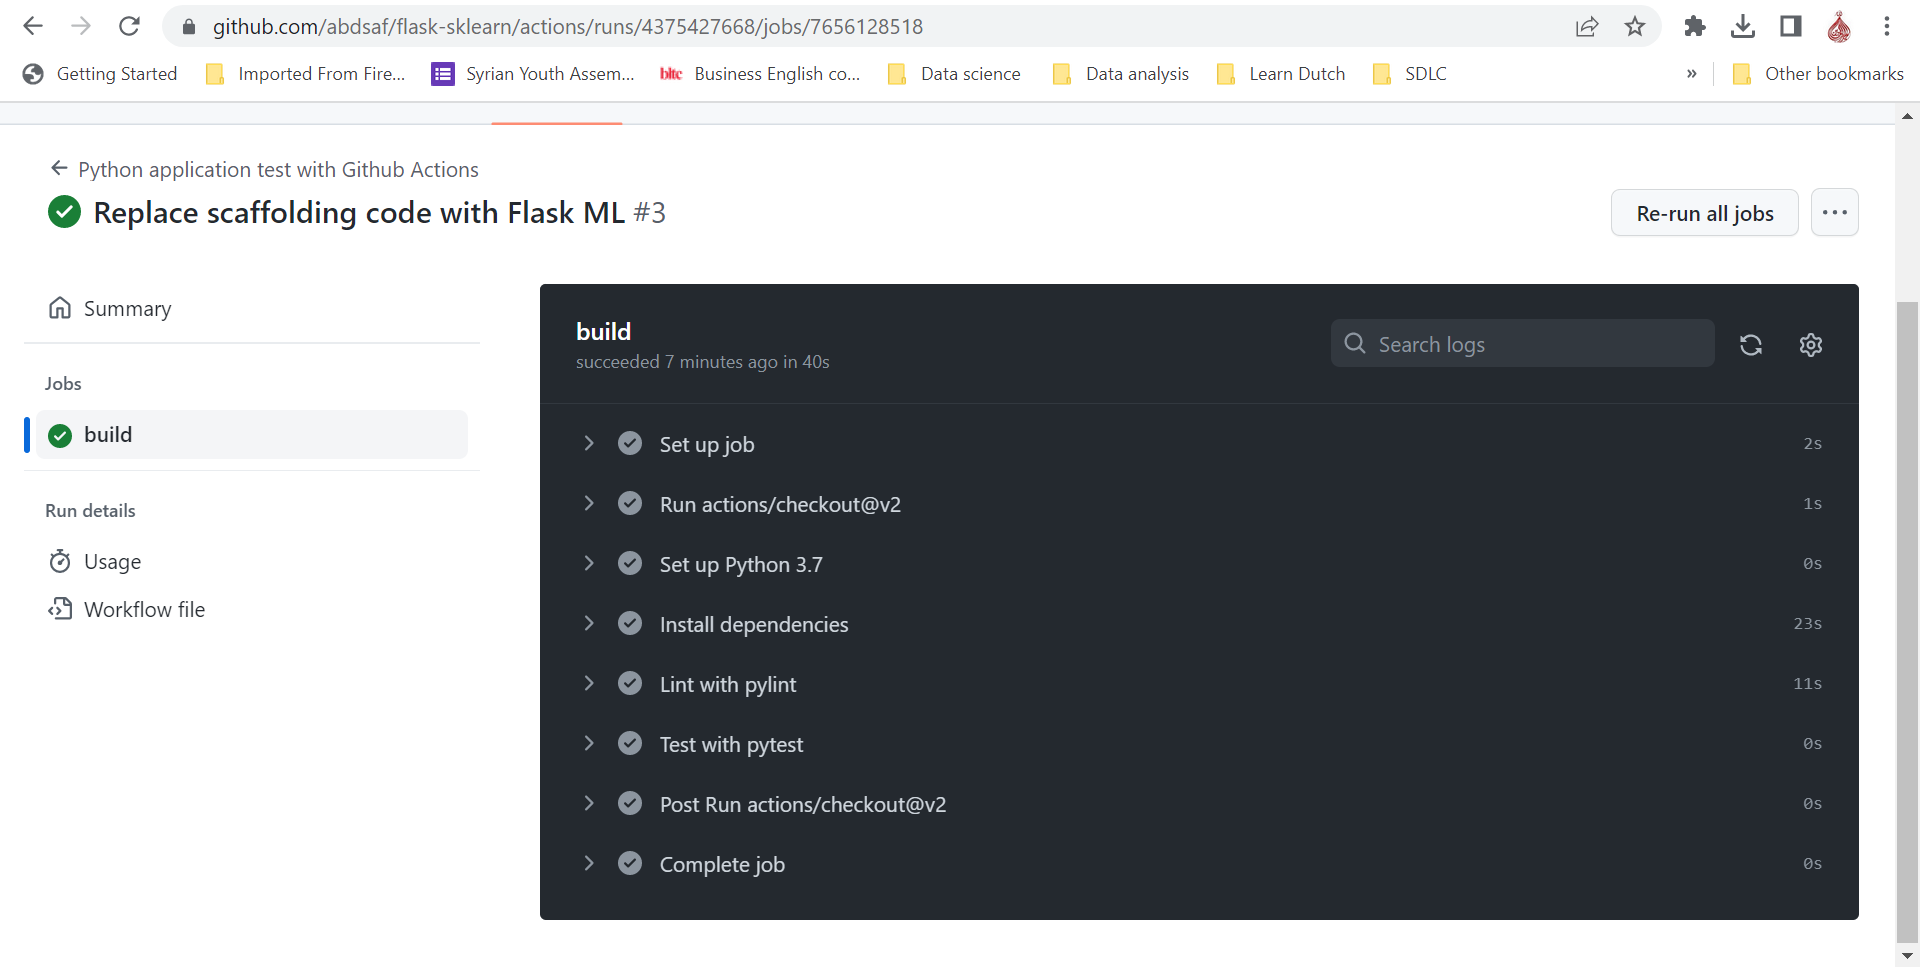 github.com/abdsaf/flask-sklearn/actions/runs/4375427668/jobs/7656128518
Getting Started Imported From Fire... Syrian Youth Assem... bltc Business English co... Data science Data analysis Learn Dutch SDLC » Other bookmarks
Python application test with Github Actions
Replace scaffolding code with Flask ML #3
Re-run all jobs
Summary
Jobs
build
Run details
Usage
Workflow file
build
succeeded 7 minutes ago in 40s
Search logs
Set up job 2s
Run actions/checkout@v2 1s
Set up Python 3.7 0s
Install dependencies 23s
Lint with pylint 11s
Test with pytest 0s
Post Run actions/checkout@v2 0s
Complete job 0s